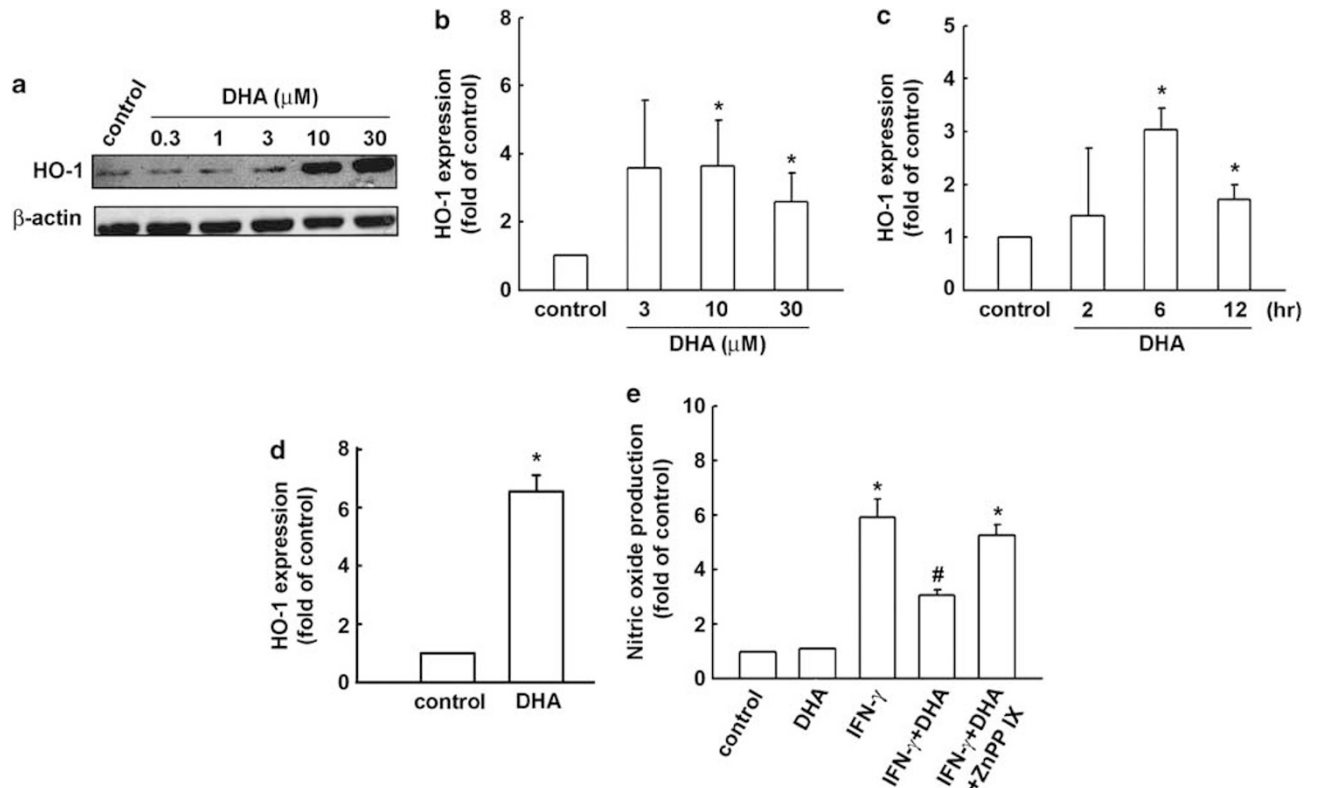 a
control
DHA (μM)
0.3 1 3 10 30
HO-1
β-actin
b
HO-1 expression
(fold of control)
8
6
4
2
0
*
*
control 3 10 30
DHA (μM)
c
HO-1 expression
(fold of control)
5
4
3
2
1
0
*
*
control 2 6 12 (hr)
DHA
d
HO-1 expression
(fold of control)
8
6
4
2
0
*
control DHA
e
Nitric oxide production
(fold of control)
10
8
6
4
2
0
*
#
*
control
DHA
IFN-γ
IFN-γ+DHA
IFN-γ+DHA
+ZnPP IX